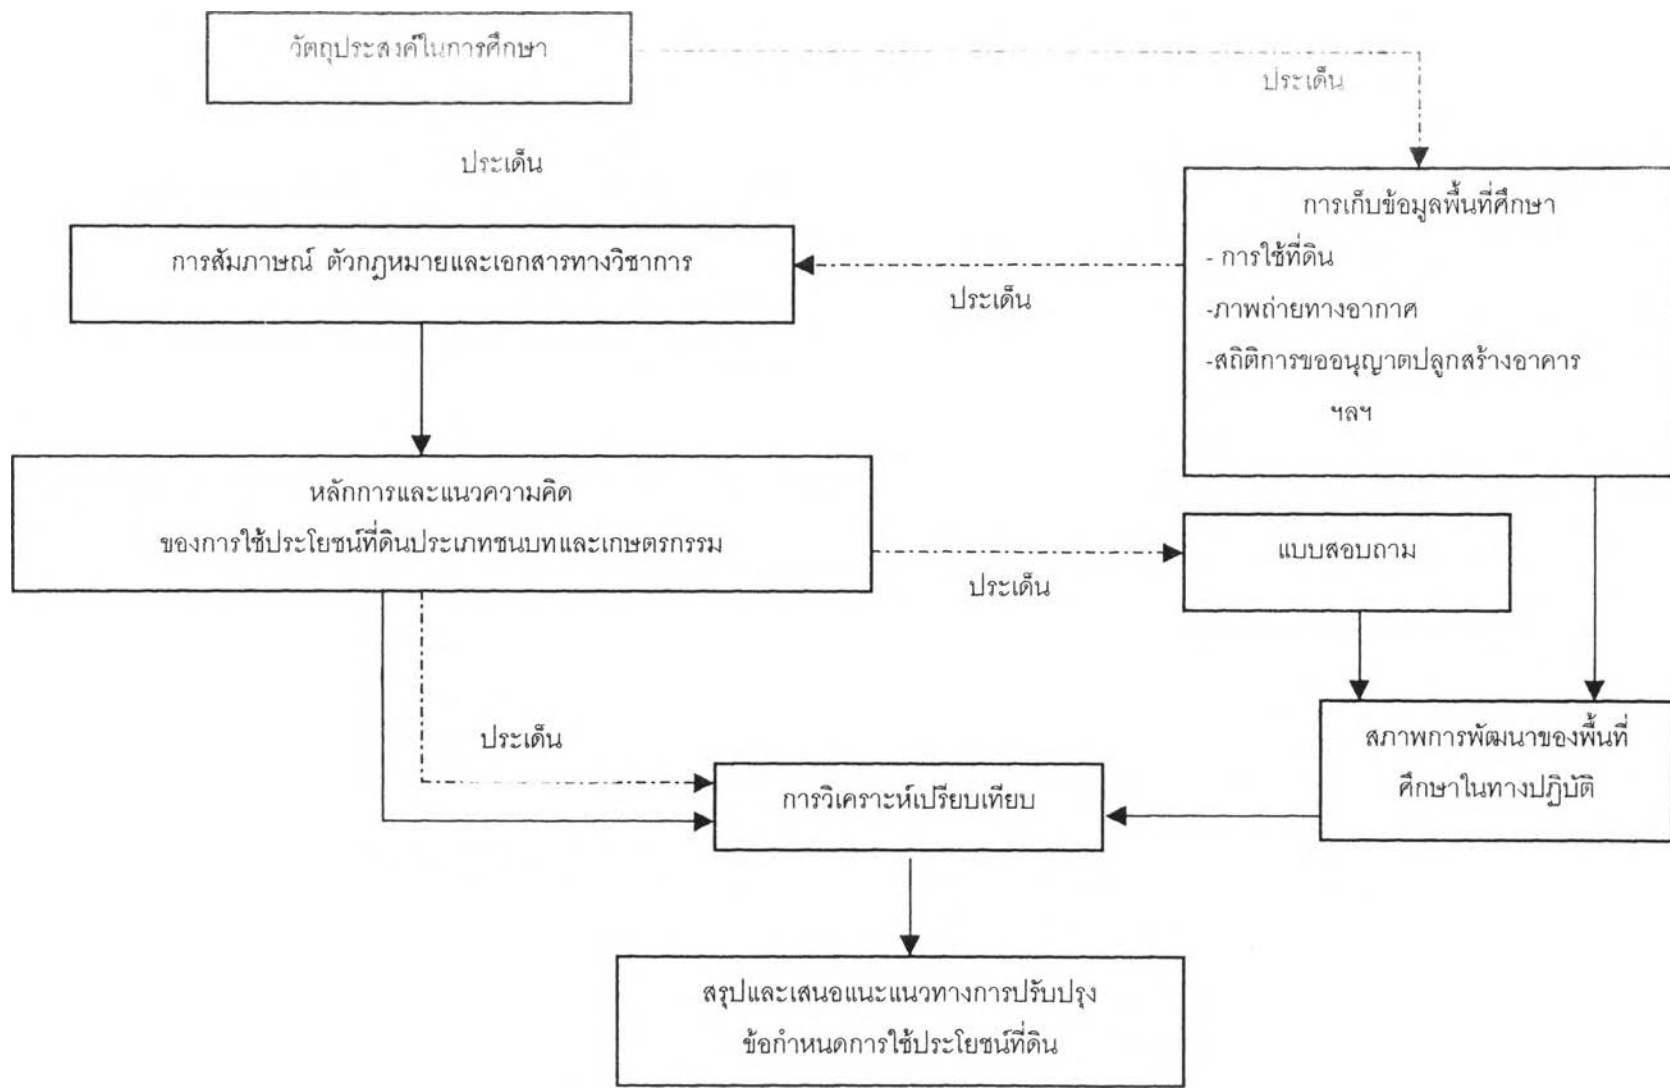 วัตถุประสงค์ในการศึกษา
ประเด็น
ประเด็น
การเก็บข้อมูลพื้นที่ศึกษา
- การใช้ที่ดิน
-ภาพถ่ายทางอากาศ
-สถิติการขออนุญาตปลูกสร้างอาคาร
ฯลฯ
การสัมภาษณ์ ตัวกฎหมายและเอกสารทางวิชาการ
ประเด็น
หลักการและแนวความคิด
ของการใช้ประโยชน์ที่ดินประเภทชนบทและเกษตรกรรม
ประเด็น
แบบสอบถาม
ประเด็น
สภาพการพัฒนาของพื้นที่
ศึกษาในทางปฏิบัติ
การวิเคราะห์เปรียบเทียบ
สรุปและเสนอแนะแนวทางการปรับปรุง
ข้อกำหนดการใช้ประโยชน์ที่ดิน